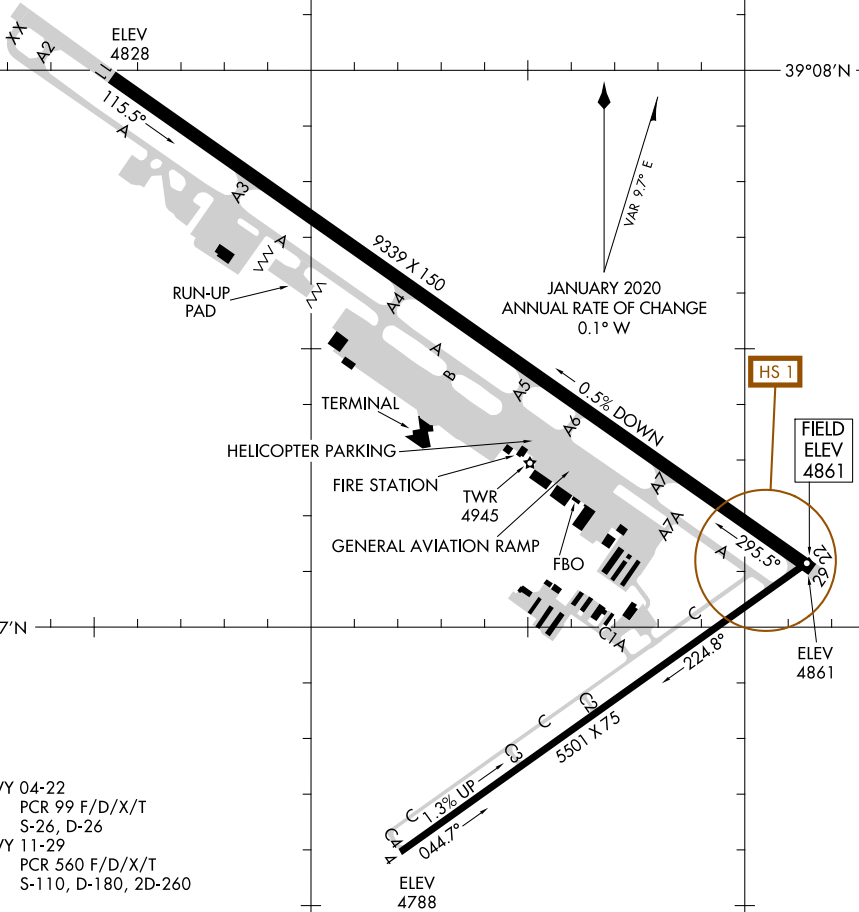 XX
A2
ELEV
4828
11
115.5°
A
A3
A
39°08'N
VAR 9.7° E
JANUARY 2020
ANNUAL RATE OF CHANGE
0.1° W
9339 X 150
RUN-UP
PAD
A4
A
B
A5
0.5% DOWN
A6
HS 1
FIELD
ELEV
4861
TERMINAL
HELICOPTER PARKING
FIRE STATION
TWR
4945
GENERAL AVIATION RAMP
FBO
A7
A7A
A
295.5°
22
29
7'N
C1A
C
224.8°
ELEV
4861
C2
C
5501 X 75
C3
1.3% UP
C
C4
044.7°
4
ELEV
4788
VY 04-22
PCR 99 F/D/X/T
S-26, D-26
VY 11-29
PCR 560 F/D/X/T
S-110, D-180, 2D-260